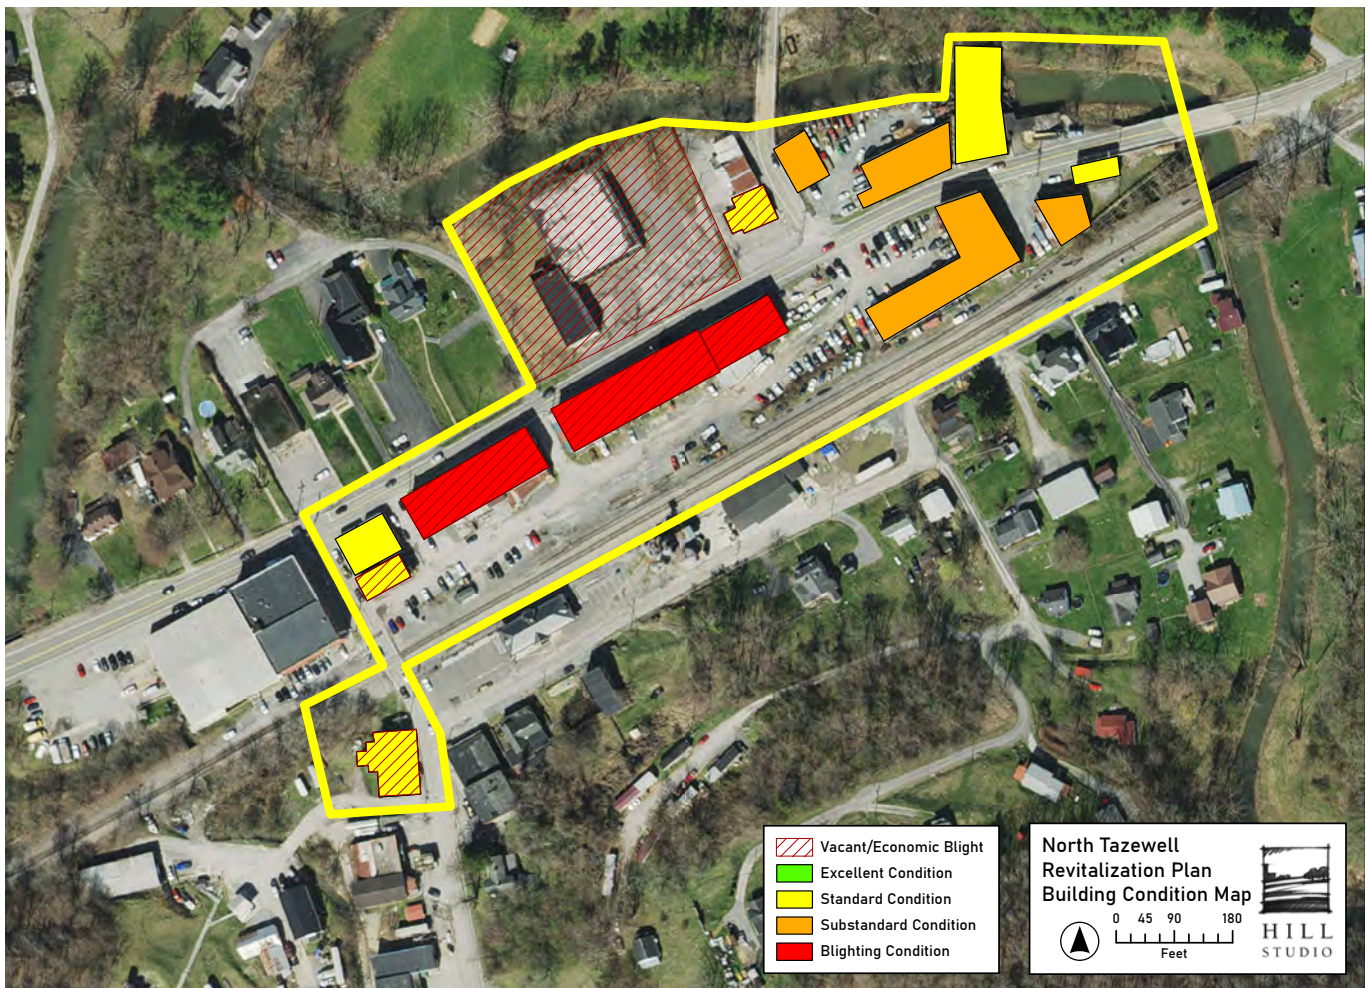 Vacant/Economic Blight
Excellent Condition
Standard Condition
Substandard Condition
Blighting Condition
North Tazewell
Revitalization Plan
Building Condition Map
0 45 90 180
Feet
HILL
STUDIO